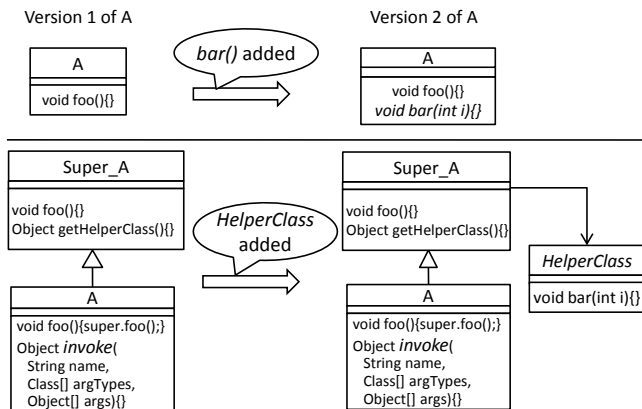 Version 1 of A
Version 2 of A
A
void foo(){}
bar() added
A
void foo(){}
void bar(int i){}
Super_A
void foo(){}
Object getHelperClass(){}
HelperClass
added
Super_A
void foo(){}
Object getHelperClass(){}
HelperClass
void bar(int i){}
A
void foo(){super.foo();}
Object invoke(
String name,
Class[] argTypes,
Object[] args){}
A
void foo(){super.foo();}
Object invoke(
String name,
Class[] argTypes,
Object[] args){}